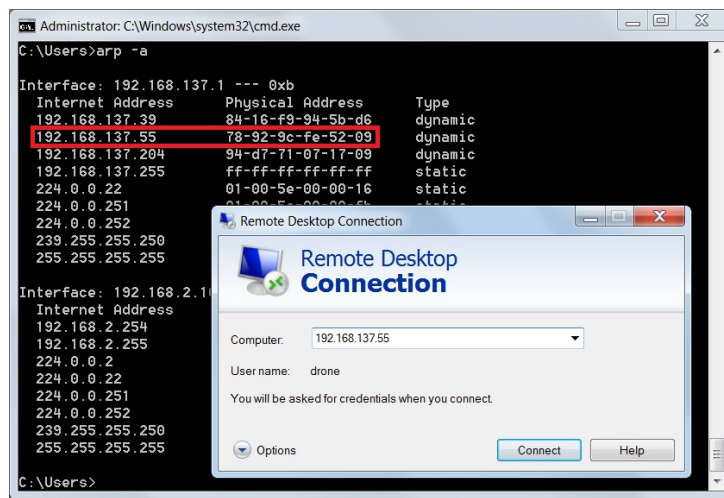 Administrator: C:\Windows\system32\cmd.exe
C:\Users>arp -a
Interface: 192.168.137.1 --- 0xb
Internet Address Physical Address Type
192.168.137.39 84-16-f9-94-5b-d6 dynamic
192.168.137.55 78-92-9c-fe-52-09 dynamic
192.168.137.204 94-d7-71-07-17-09 dynamic
192.168.137.255 ff-ff-ff-ff-ff-ff static
224.0.0.22 01-00-5e-00-00-16 static
224.0.0.251
224.0.0.252
239.255.255.250
255.255.255.255
Interface: 192.168.2.1
Internet Address
192.168.2.254
192.168.2.255
224.0.0.2
224.0.0.22
224.0.0.251
224.0.0.252
239.255.255.250
255.255.255.255
C:\Users>
Remote Desktop Connection
Remote Desktop
Connection
Computer: 192.168.137.55
User name: drone
You will be asked for credentials when you connect.
Options Connect Help